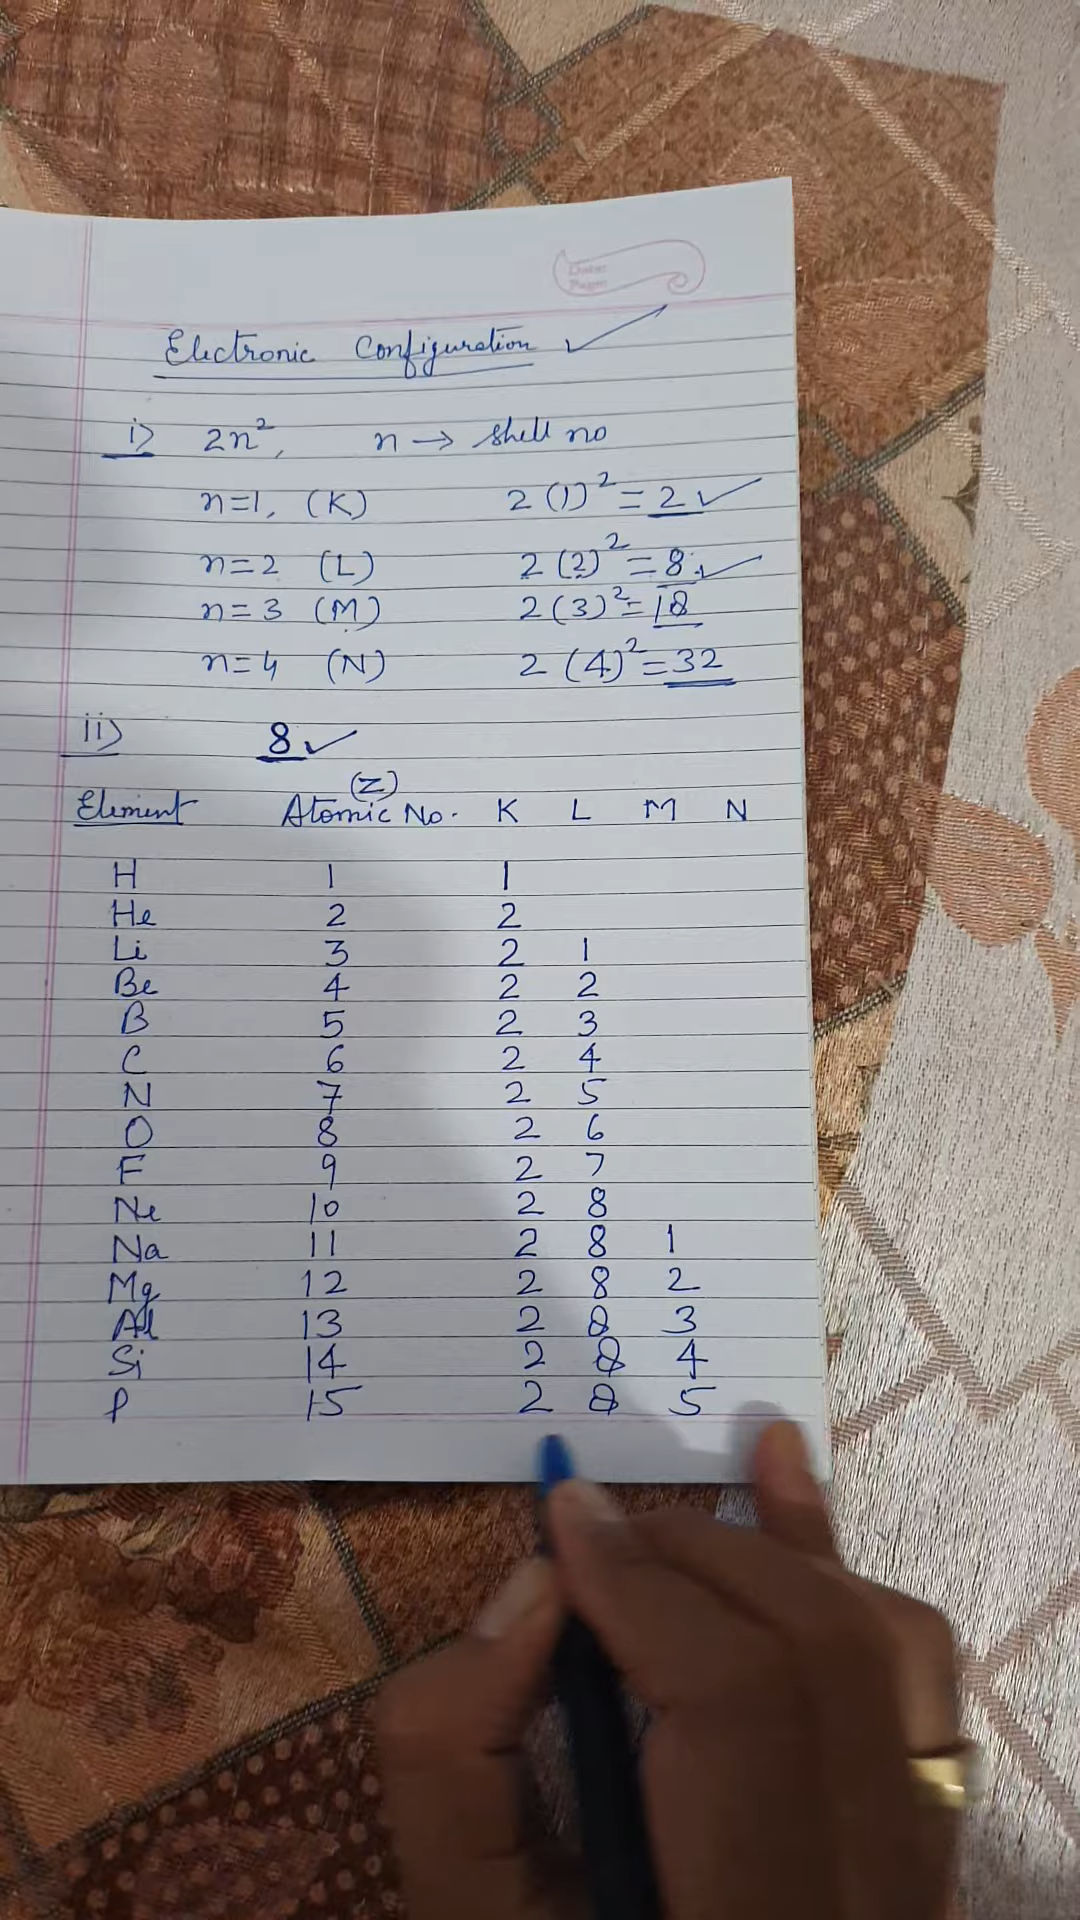 Date:
Page:
Electronic Configuration ✓
i> 2n², n → shell no
n=1, (K) 2(1)² = 2 ✓
n=2 (L) 2(2)² = 8 ✓
n=3 (M) 2(3)² = 18
n=4 (N) 2(4)² = 32
ii> 8 ✓
(Z)
Element Atomic No. K L M N
H 1 1
He 2 2
Li 3 2 1
Be 4 2 2
B 5 2 3
C 6 2 4
N 7 2 5
O 8 2 6
F 9 2 7
Ne 10 2 8
Na 11 2 8 1
Mg 12 2 8 2
Al 13 2 8 3
Si 14 2 8 4
P 15 2 8 5